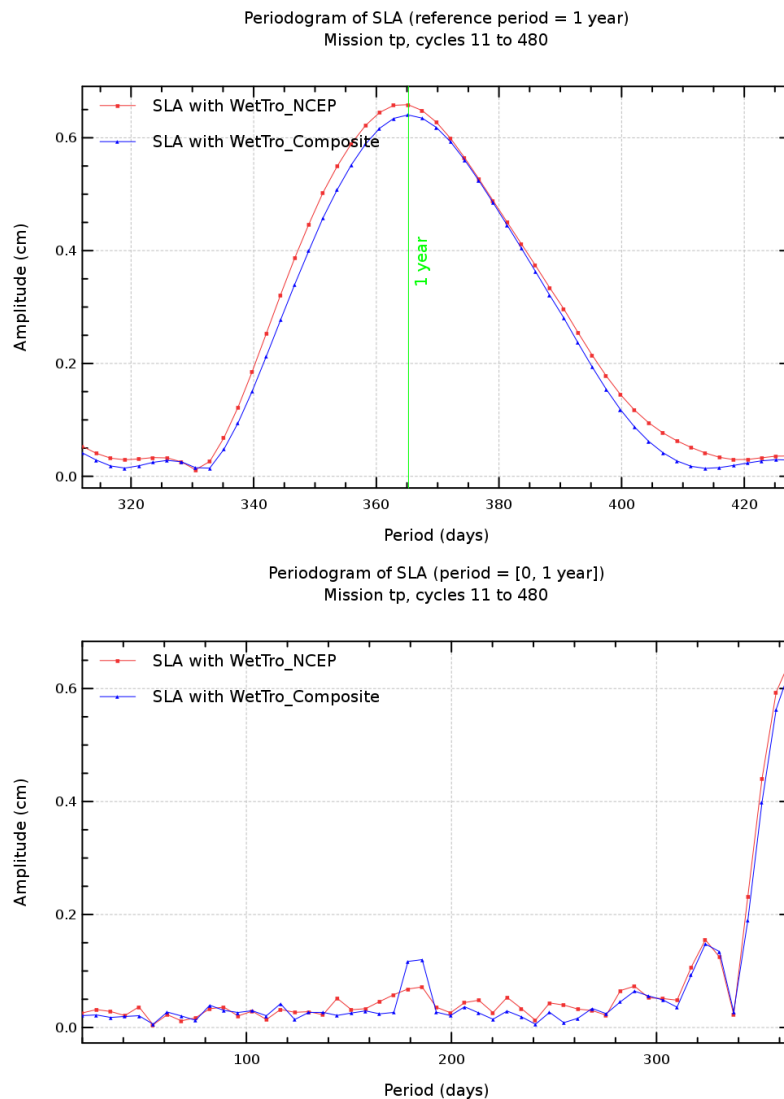 Periodogram of SLA (reference period = 1 year)
Mission tp, cycles 11 to 480
SLA with WetTro_NCEP
SLA with WetTro_Composite
1 year
Amplitude (cm)
0.6
0.4
0.2
0.0
320 340 360 380 400 420
Period (days)
Periodogram of SLA (period = [0, 1 year])
Mission tp, cycles 11 to 480
SLA with WetTro_NCEP
SLA with WetTro_Composite
Amplitude (cm)
0.6
0.4
0.2
0.0
100 200 300
Period (days)